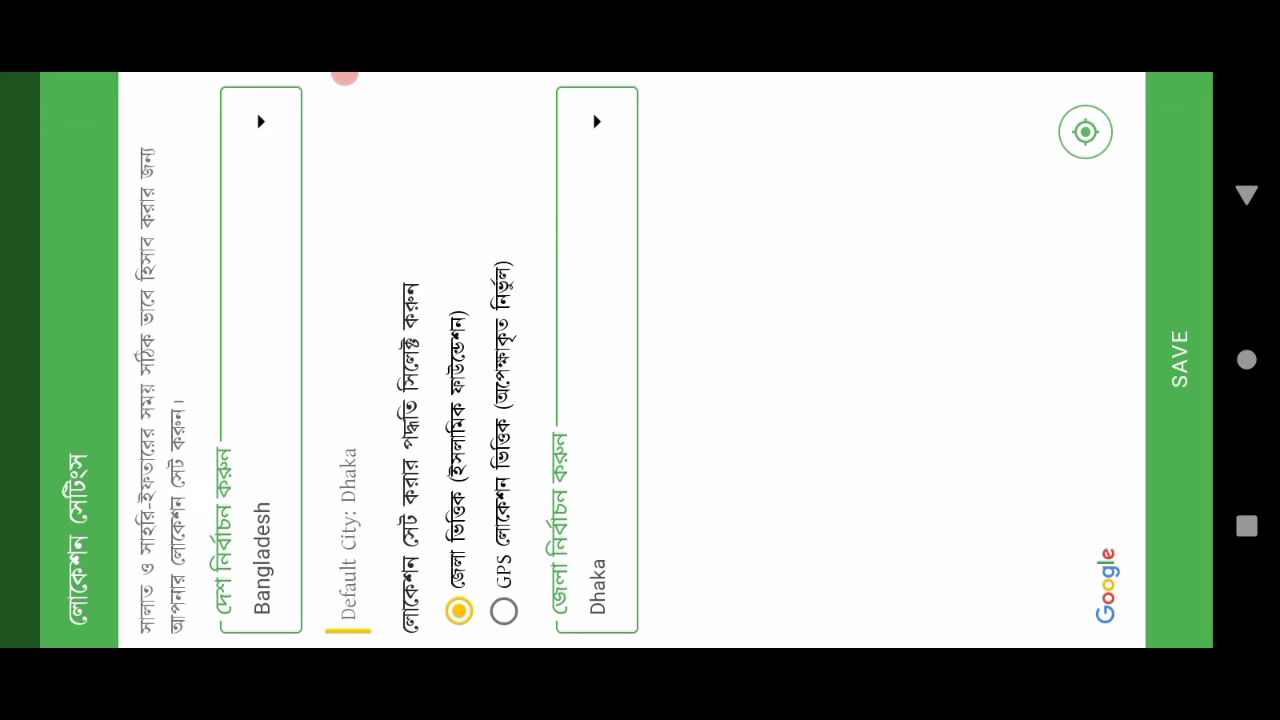 লোকেশন সেটিংস
সালাত ও সাহরি-ইফতারের সময় সঠিক ভাবে হিসাব করার জন্য
আপনার লোকেশন সেট করুন।
দেশ নির্বাচন করুন
Bangladesh
Default City: Dhaka
লোকেশন সেট করার পদ্ধতি সিলেক্ট করুন
জেলা ভিত্তিক (ইসলামিক ফাউন্ডেশন)
GPS লোকেশন ভিত্তিক (অপেক্ষাকৃত নির্ভুল)
জেলা নির্বাচন করুন
Dhaka
Google
SAVE